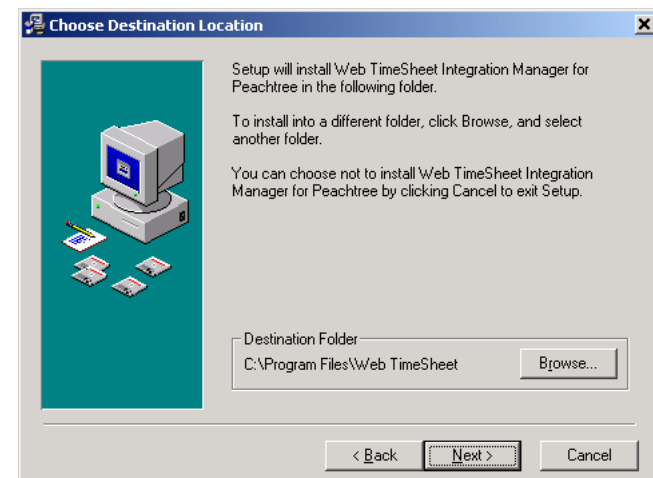 Choose Destination Location
Setup will install Web TimeSheet Integration Manager for
Peachtree in the following folder.
To install into a different folder, click Browse, and select
another folder.
You can choose not to install Web TimeSheet Integration
Manager for Peachtree by clicking Cancel to exit Setup.
Destination Folder
C:\Program Files\Web TimeSheet
Browse...
< Back
Next >
Cancel